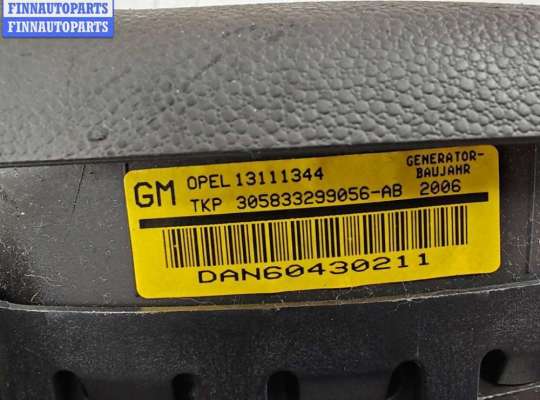 FINNAUTOPARTS
FINNAUTOPARTS
GM OPEL 13111344 GENERATOR-
BAUJAHR
TKP 305833299056-AB 2006
DAN60430211